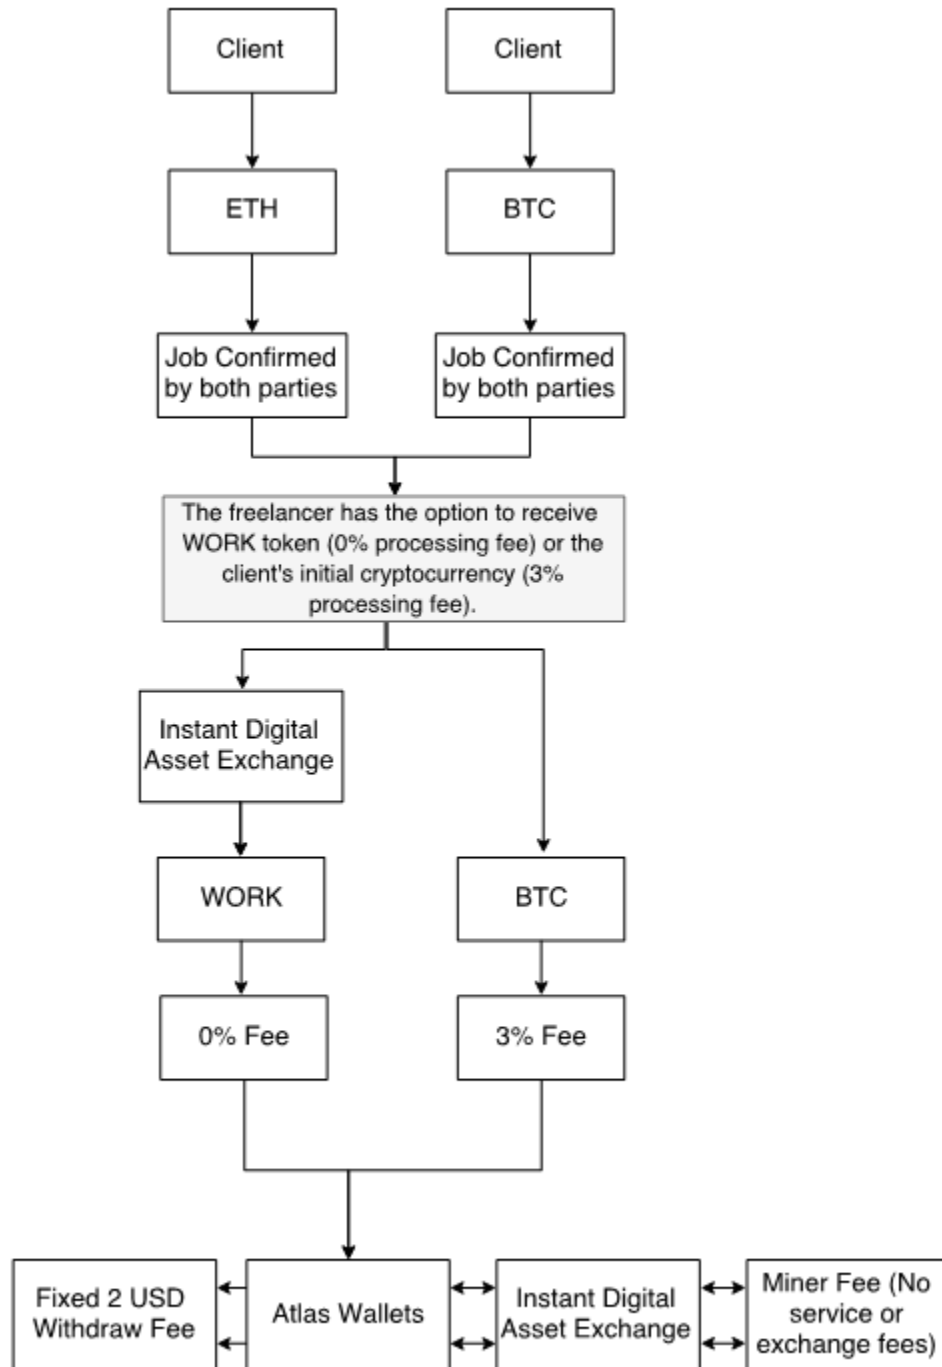 Client
Client
ETH
BTC
Job Confirmed
by both parties
Job Confirmed
by both parties
The freelancer has the option to receive
WORK token (0% processing fee) or the
client's initial cryptocurrency (3%
processing fee).
Instant Digital
Asset Exchange
WORK
BTC
0% Fee
3% Fee
Fixed 2 USD
Withdraw Fee
Atlas Wallets
Instant Digital
Asset Exchange
Miner Fee (No
service or
exchange fees)